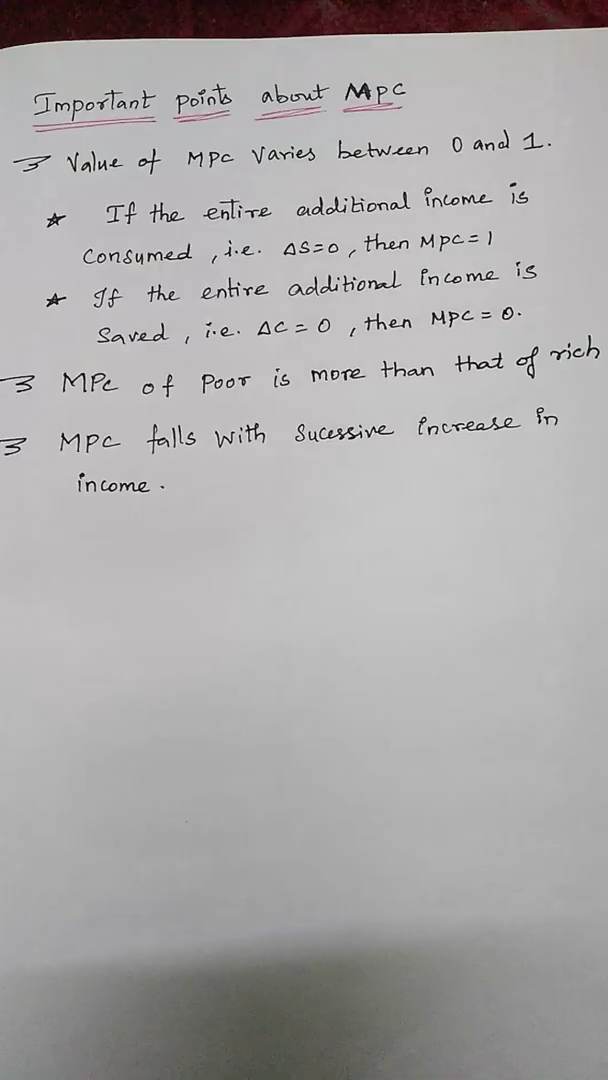 Important points about MPC
→ Value of MPC Varies between 0 and 1.
☆ If the entire additional income is
Consumed, i.e. ΔS=0, then MPC=1
☆ If the entire additional income is
Saved, i.e. ΔC=0, then MPC=0.
→ MPC of Poor is more than that of rich
→ MPC falls with Sucessive increase in
income.